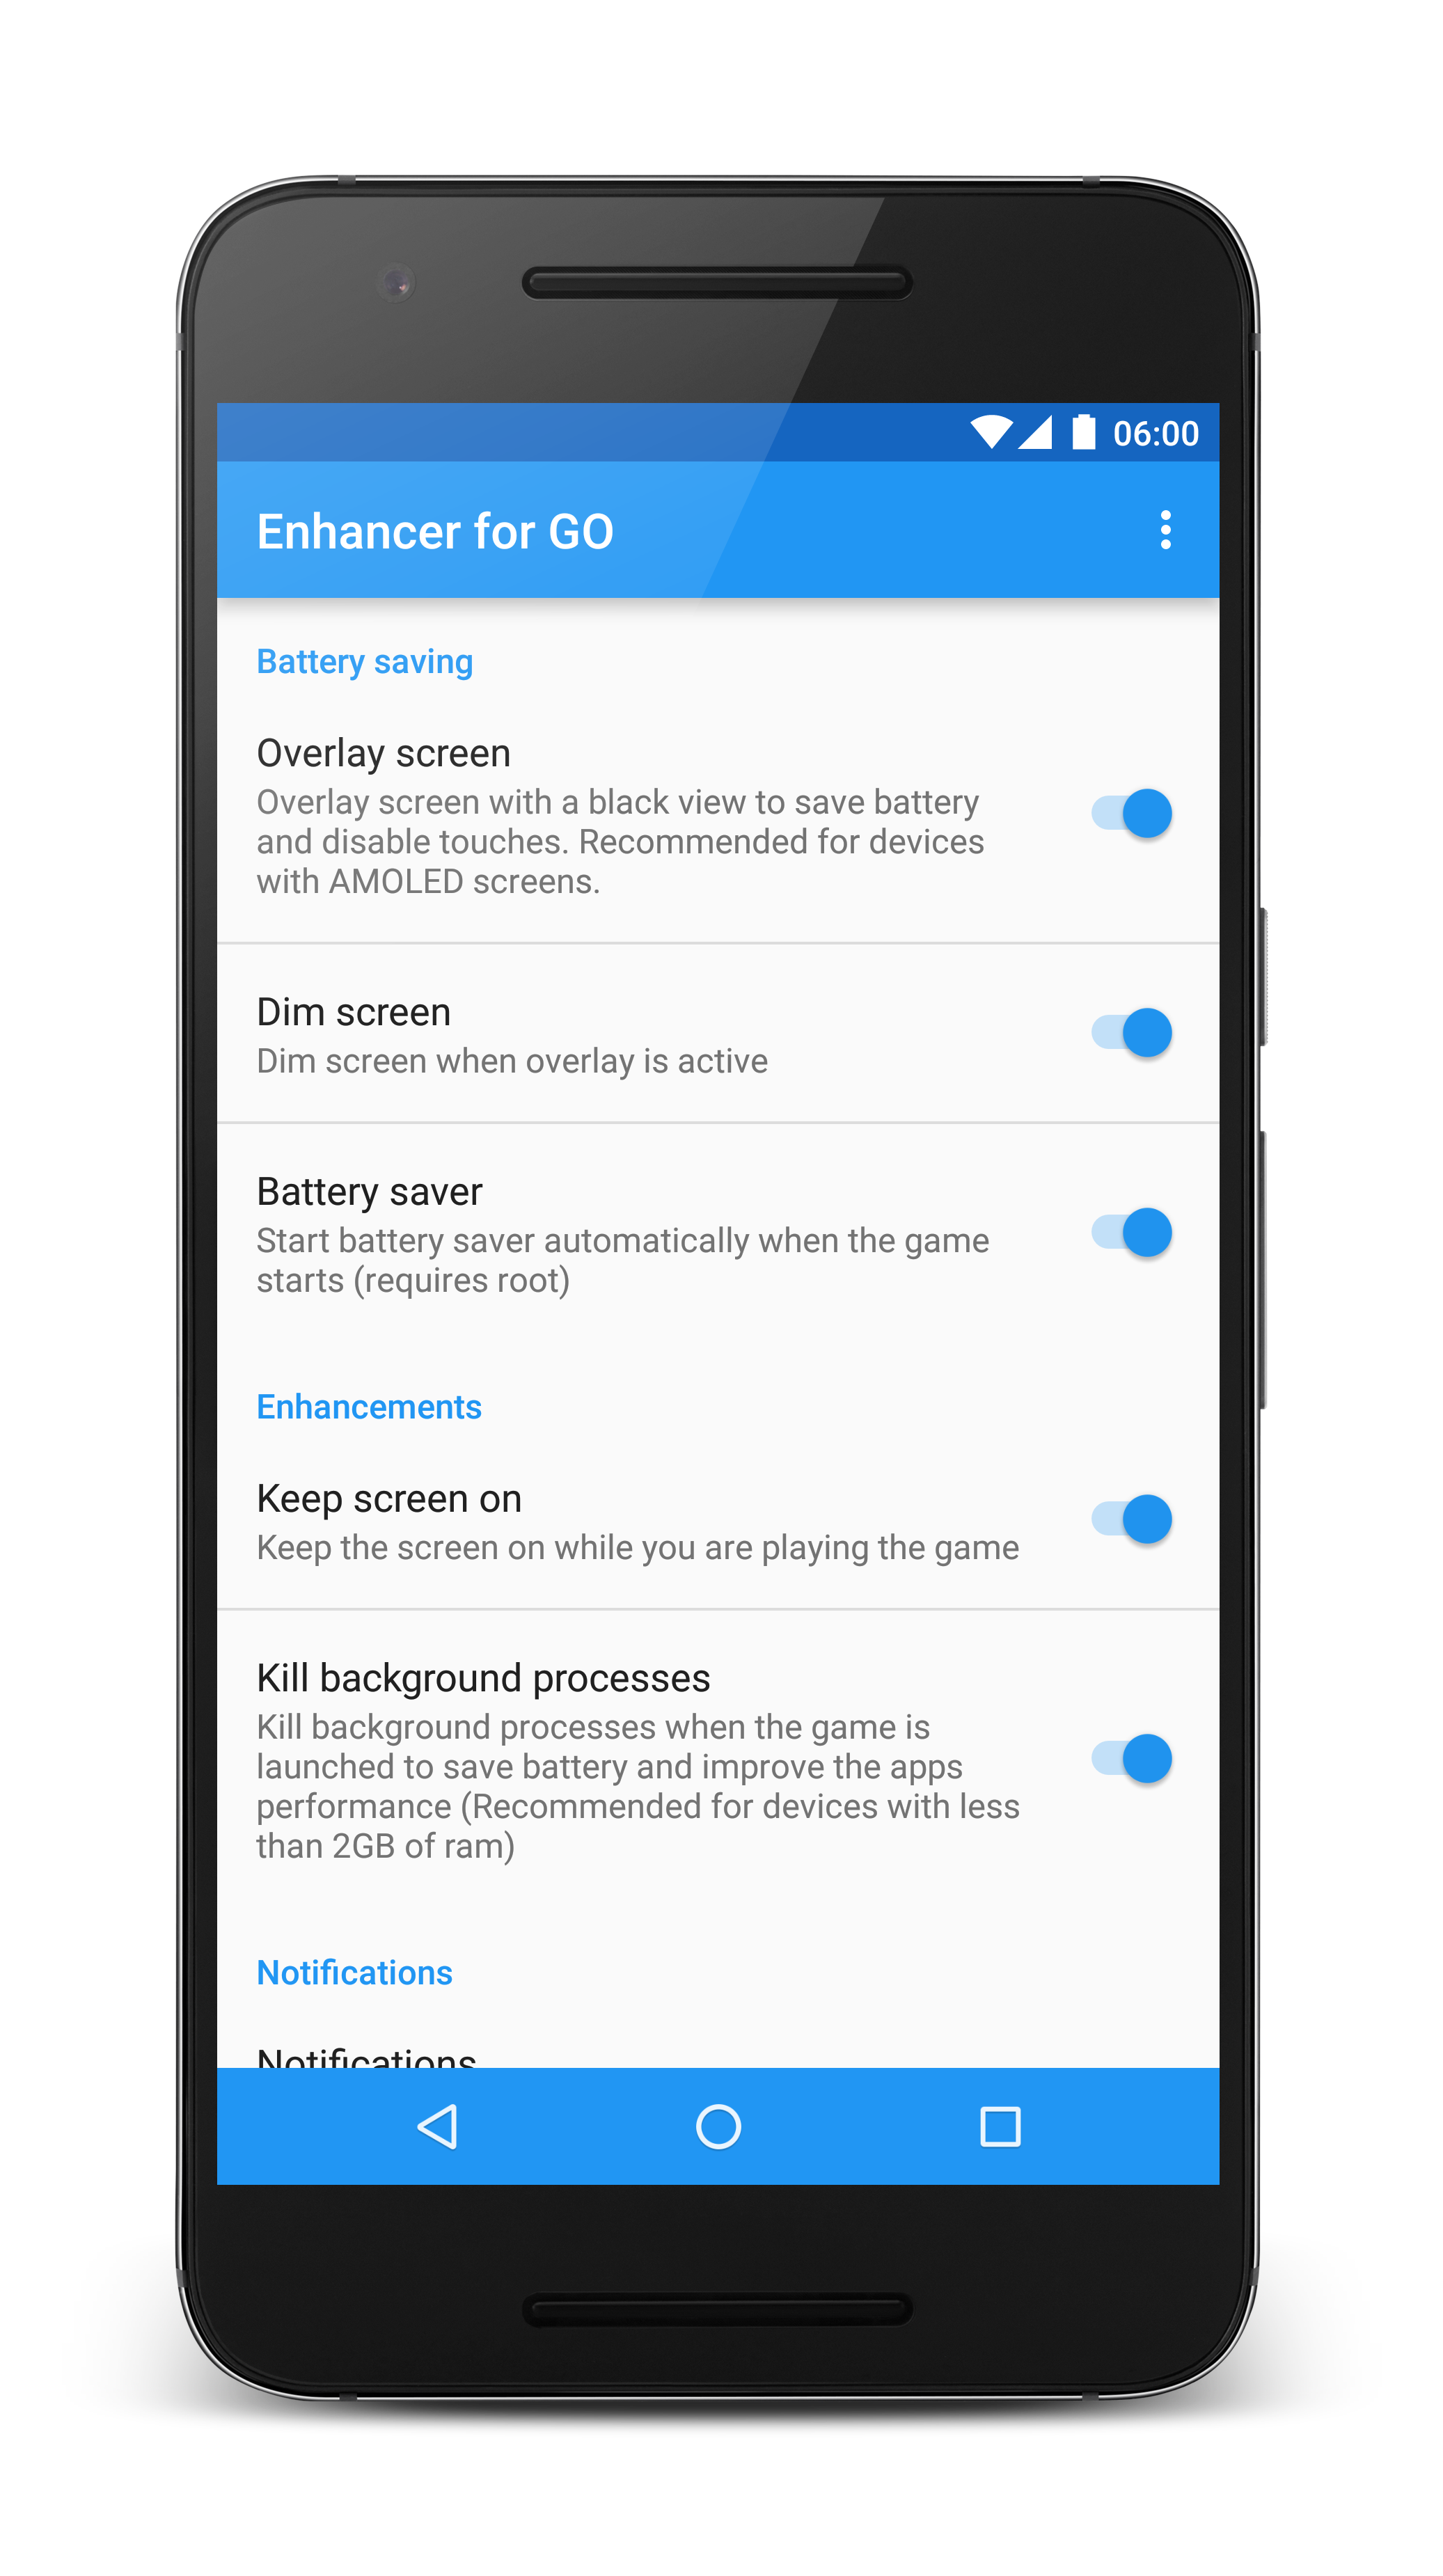 06:00
Enhancer for GO
Battery saving
Overlay screen
Overlay screen with a black view to save battery
and disable touches. Recommended for devices
with AMOLED screens.
Dim screen
Dim screen when overlay is active
Battery saver
Start battery saver automatically when the game
starts (requires root)
Enhancements
Keep screen on
Keep the screen on while you are playing the game
Kill background processes
Kill background processes when the game is
launched to save battery and improve the apps
performance (Recommended for devices with less
than 2GB of ram)
Notifications
Notifications